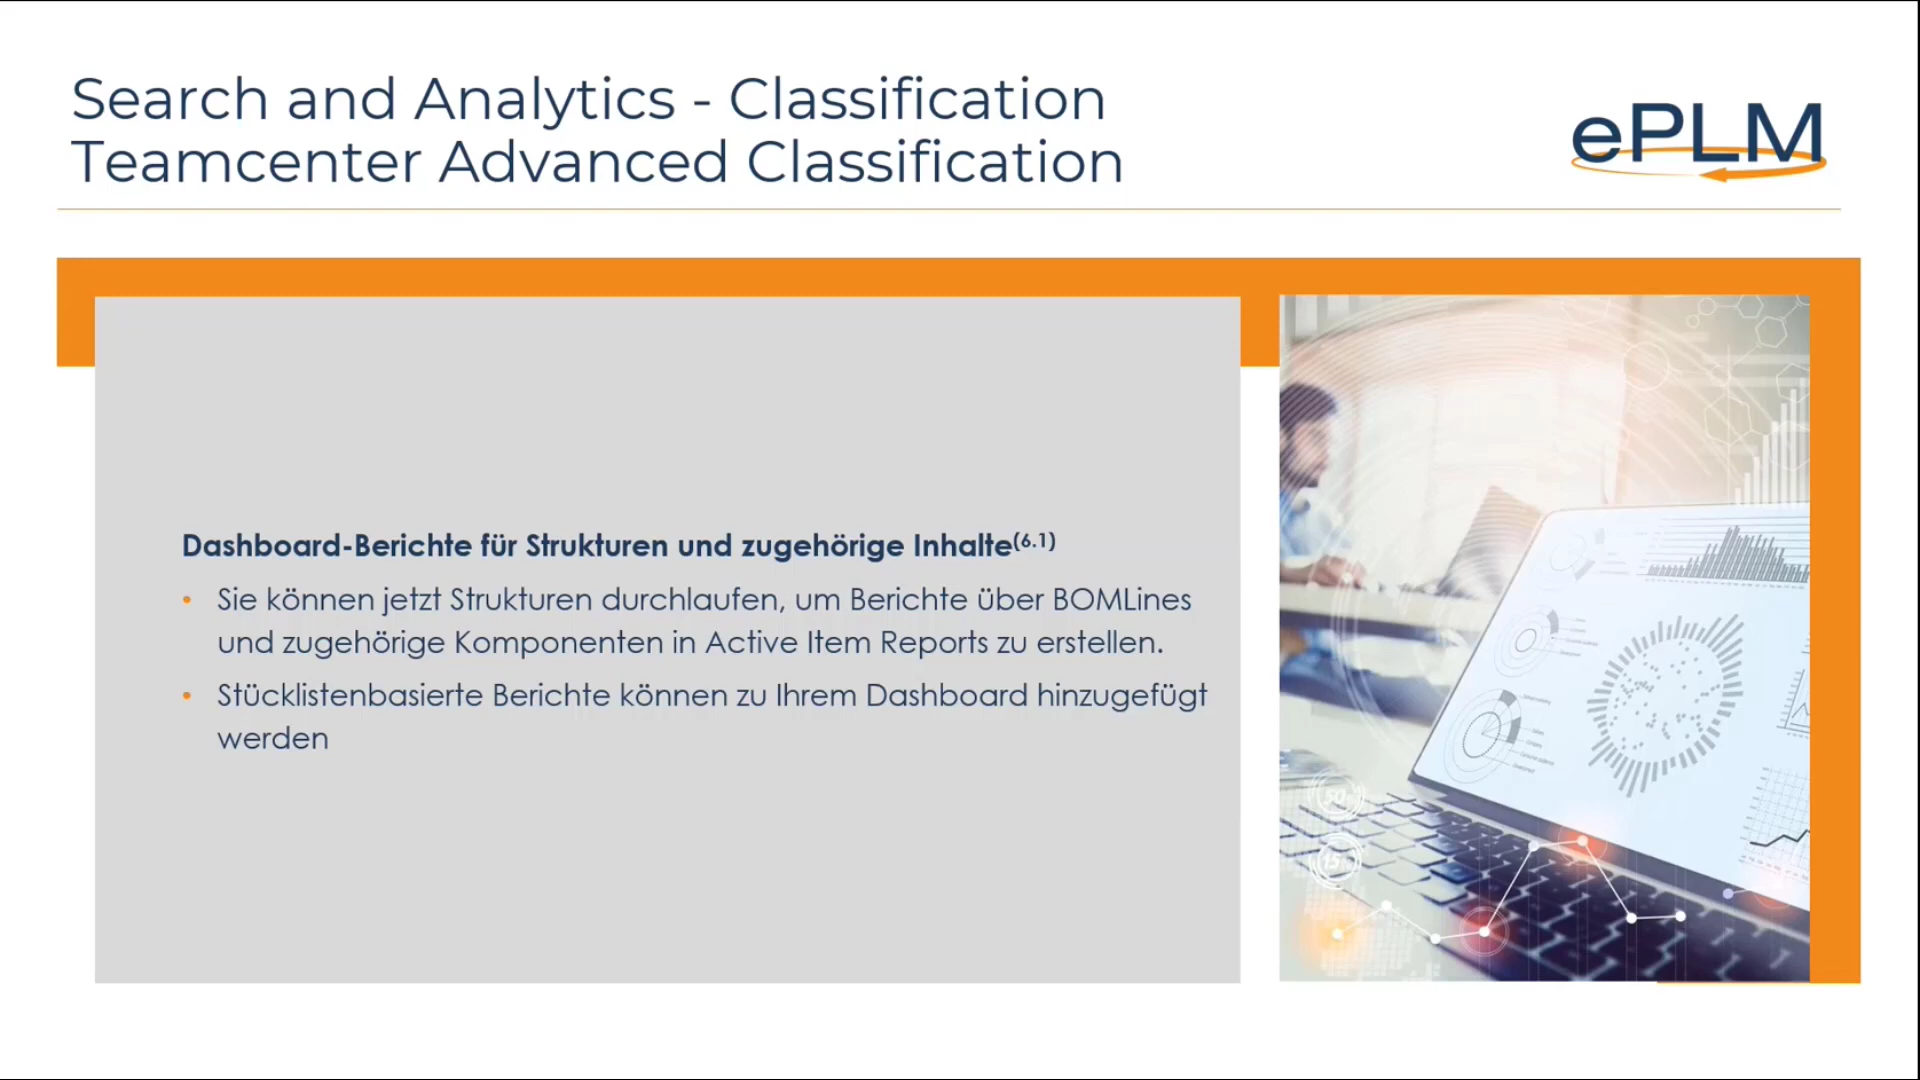 Search and Analytics - Classification
Teamcenter Advanced Classification
ePLM
Dashboard-Berichte für Strukturen und zugehörige Inhalte(6.1)
• Sie können jetzt Strukturen durchlaufen, um Berichte über BOMLines
und zugehörige Komponenten in Active Item Reports zu erstellen.
• Stücklistenbasierte Berichte können zu Ihrem Dashboard hinzugefügt
werden
50
15